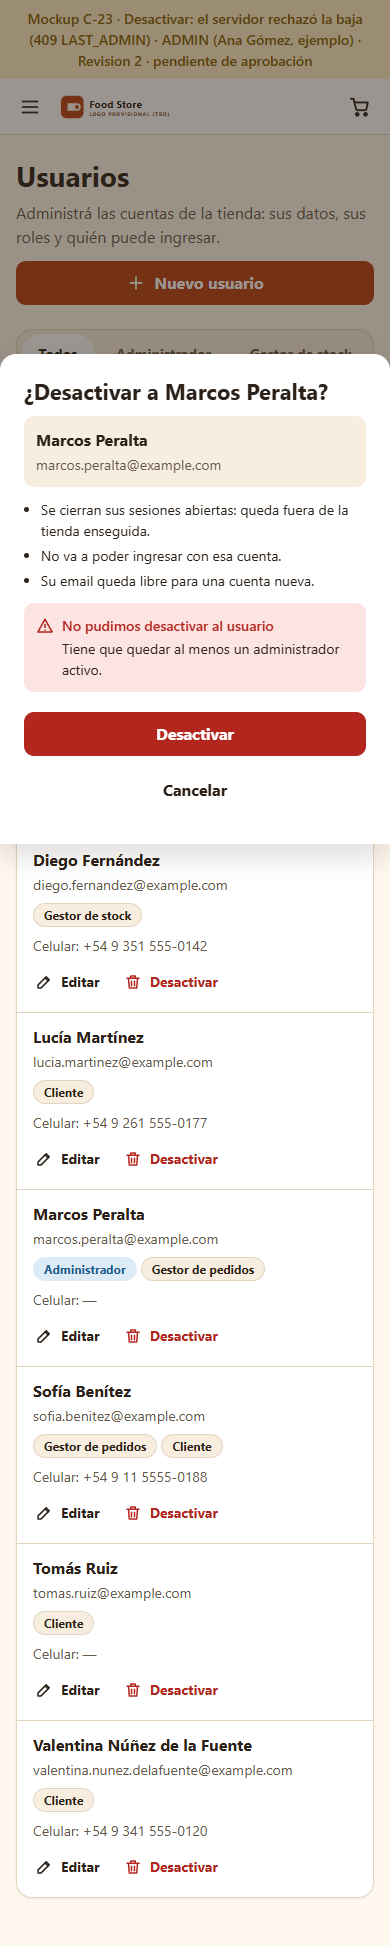 Mockup C-23 · Desactivar: el servidor rechazó la baja
(409 LAST_ADMIN) · ADMIN (Ana Gómez, ejemplo) ·
Revision 2 · pendiente de aprobación
Food Store
LOGO PROVISIONAL (TBD)
Usuarios
Administrá las cuentas de la tienda: sus datos, sus
roles y quién puede ingresar.
Nuevo usuario
Todos Administrador Gestor de stock
¿Desactivar a Marcos Peralta?
Marcos Peralta
marcos.peralta@example.com
• Se cierran sus sesiones abiertas: queda fuera de la
tienda enseguida.
• No va a poder ingresar con esa cuenta.
• Su email queda libre para una cuenta nueva.
No pudimos desactivar al usuario
Tiene que quedar al menos un administrador
activo.
Desactivar
Cancelar
Diego Fernández
diego.fernandez@example.com
Gestor de stock
Celular: +54 9 351 555-0142
Editar Desactivar
Lucía Martínez
lucia.martinez@example.com
Cliente
Celular: +54 9 261 555-0177
Editar Desactivar
Marcos Peralta
marcos.peralta@example.com
Administrador Gestor de pedidos
Celular: —
Editar Desactivar
Sofía Benítez
sofia.benitez@example.com
Gestor de pedidos Cliente
Celular: +54 9 11 5555-0188
Editar Desactivar
Tomás Ruiz
tomas.ruiz@example.com
Cliente
Celular: —
Editar Desactivar
Valentina Núñez de la Fuente
valentina.nunez.delafuente@example.com
Cliente
Celular: +54 9 341 555-0120
Editar Desactivar